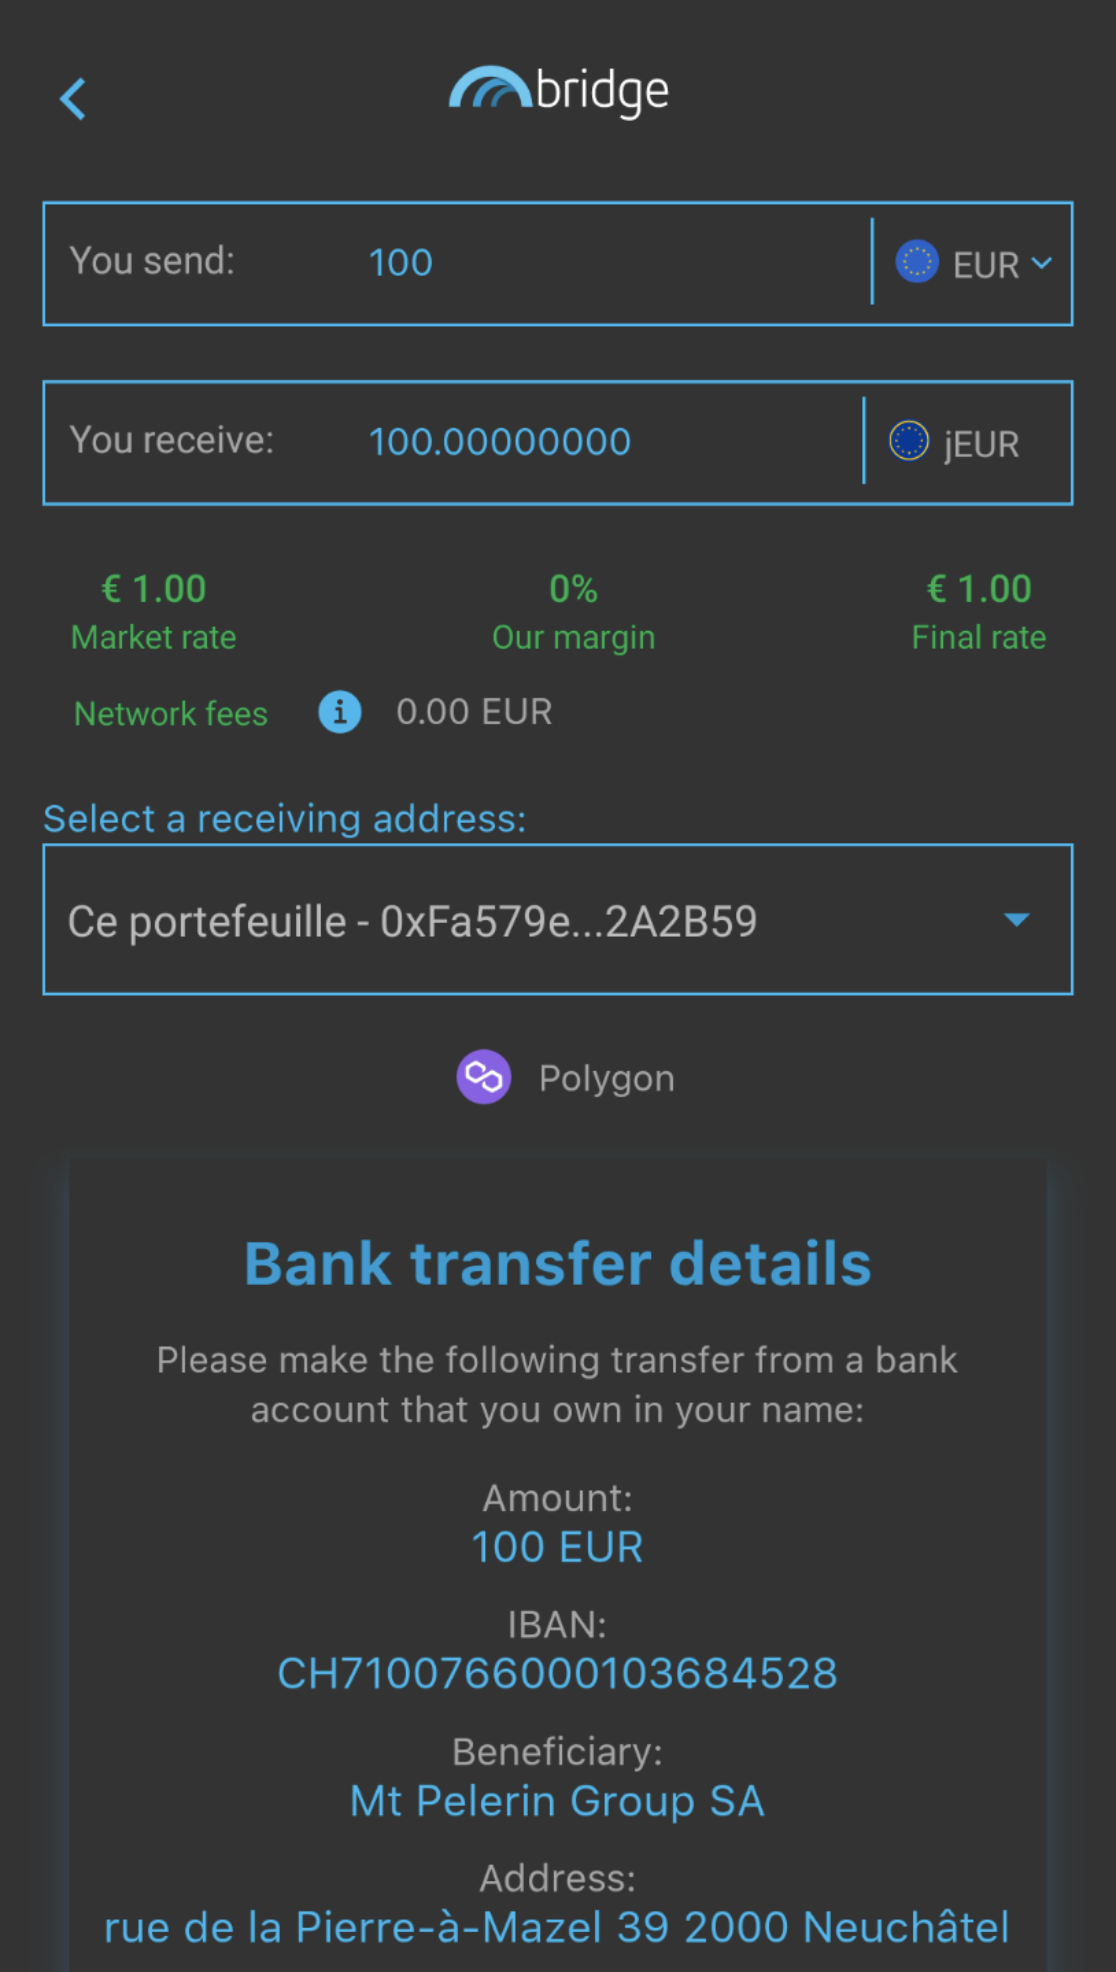 bridge
You send: 100 EUR
You receive: 100.00000000 jEUR
€ 1.00 0% € 1.00
Market rate Our margin Final rate
Network fees i 0.00 EUR
Select a receiving address:
Ce portefeuille - 0xFa579e...2A2B59
Polygon
Bank transfer details
Please make the following transfer from a bank
account that you own in your name:
Amount:
100 EUR
IBAN:
CH7100766000103684528
Beneficiary:
Mt Pelerin Group SA
Address:
rue de la Pierre-à-Mazel 39 2000 Neuchâtel